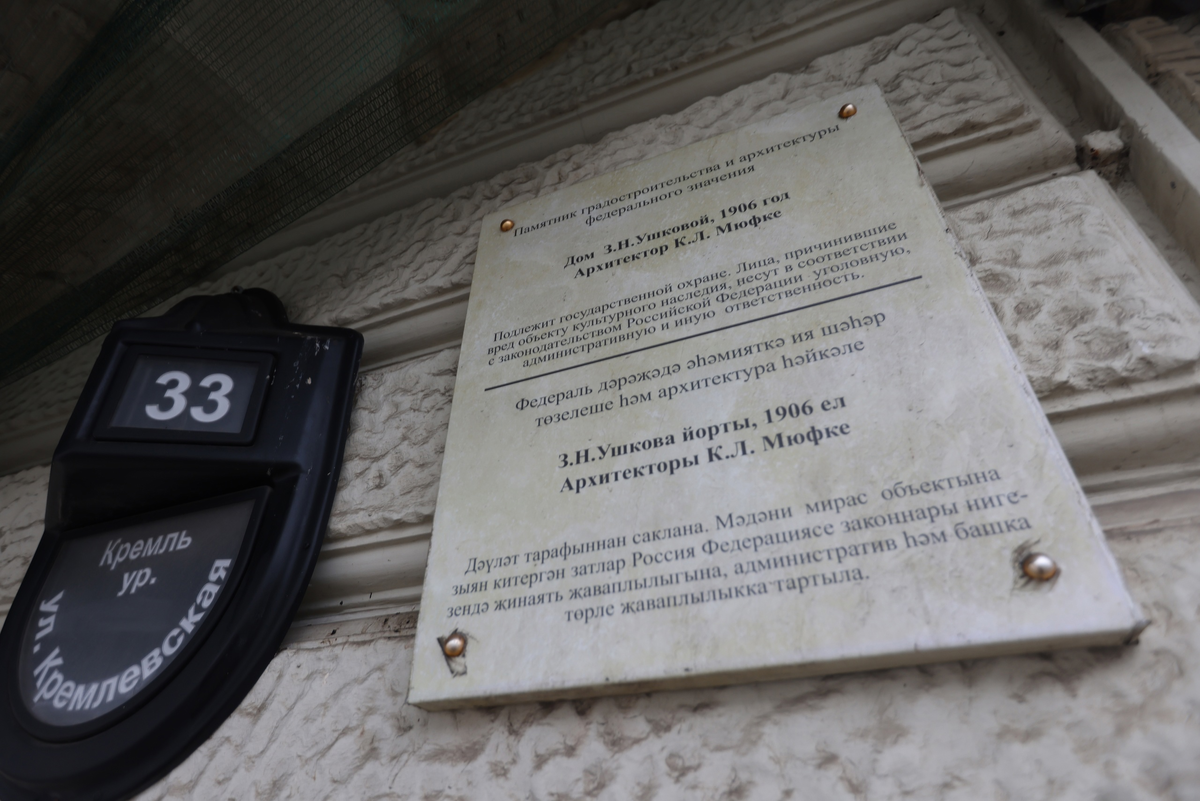 33
Кремль
ур.
ул. Кремлевская
Памятник градостроительства и архитектуры
федерального значения
Дом З.Н.Ушковой, 1906 год
Архитектор К.Л. Мюфке
Подлежит государственной охране. Лица, причинившие
вред объекту культурного наследия, несут в соответствии
с законодательством Российской Федерации уголовную,
административную и иную ответственность.
Федераль дәрәҗәдә әһәмияткә ия шәһәр
төзелеше һәм архитектура һәйкәле
З.Н.Ушкова йорты, 1906 ел
Архитекторы К.Л. Мюфке
Дәүләт тарафыннан саклана. Мәдәни мирас объектына
зыян китергән затлар Россия Федерациясе законнары ниге-
зендә җинаять җаваплылыгына, административ һәм башка
төрле җаваплылыкка тартыла.